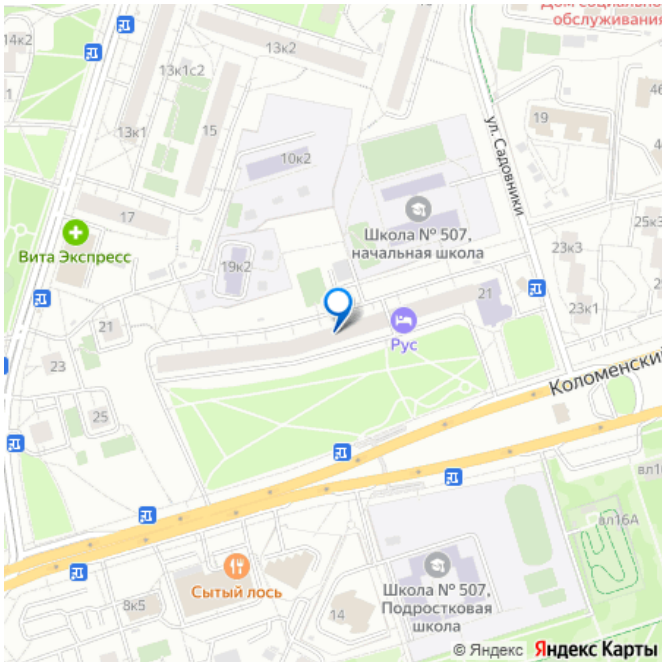 Дом социально
обслуживания
14к2
13к2
13к1с2
46
15
13к1
10к2
19
ул. Садовники
17
Вита Экспресс
Школа № 507,
начальная школа
25к3
23к3
19к2
21
23к1
21
Рус
23
Коломенский
25
вл16А
Сытый лось
Школа № 507,
Подростковая
школа
8к5
14
© Яндекс Яндекс Карты